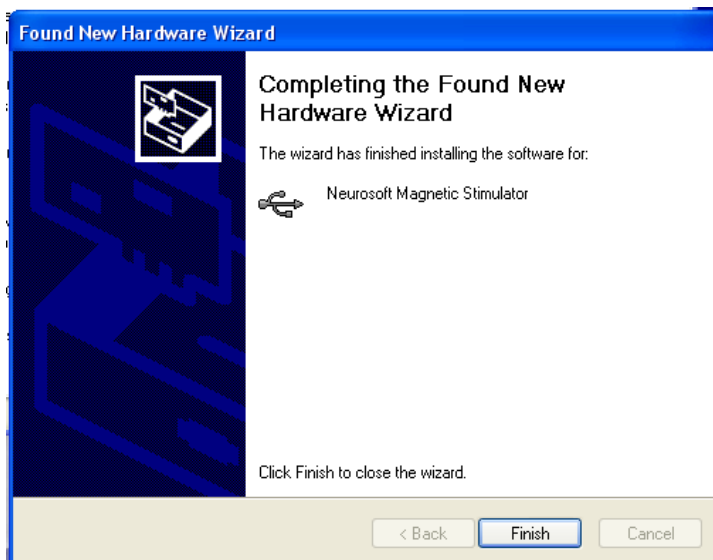 Found New Hardware Wizard
Completing the Found New
Hardware Wizard
The wizard has finished installing the software for:
Neurosoft Magnetic Stimulator
Click Finish to close the wizard.
< Back Finish Cancel